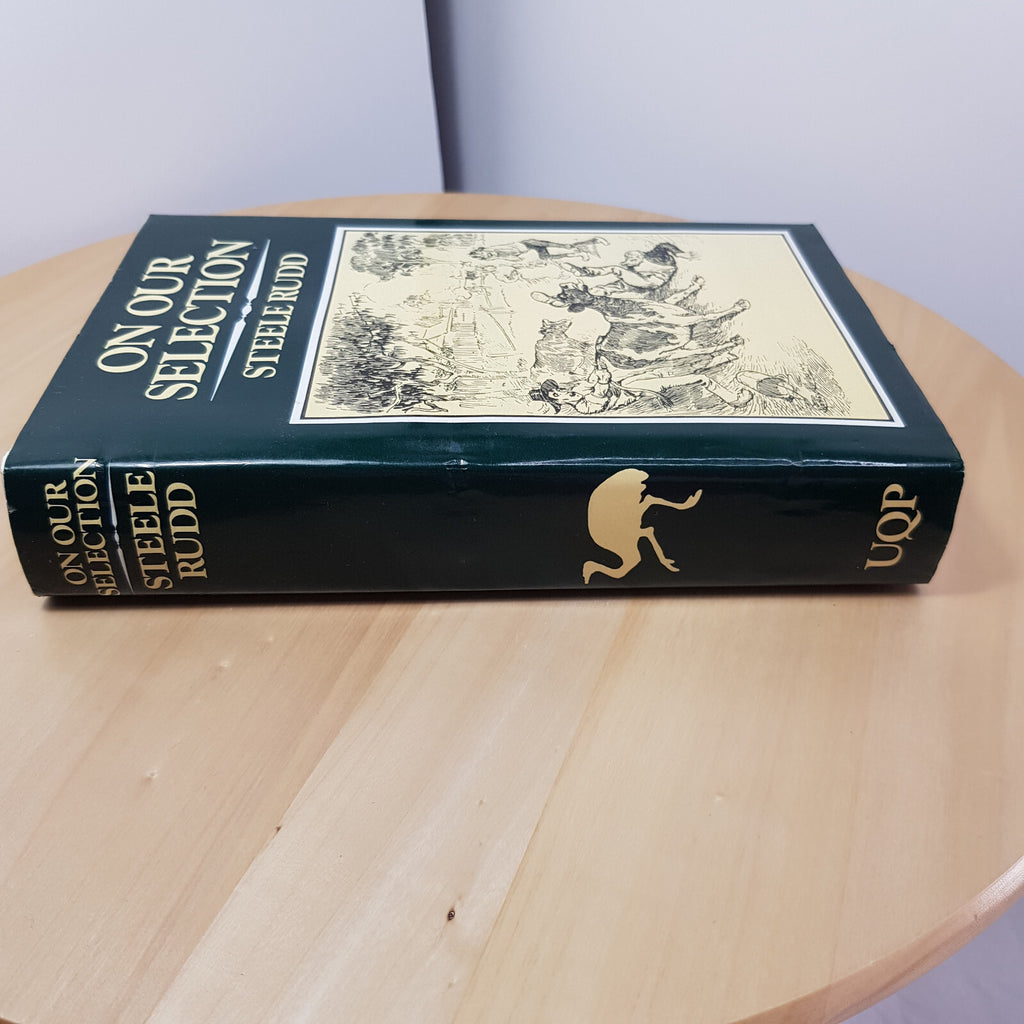 ON OUR
SELECTION
STEELE RUDD
ON OUR
SELECTION
STEELE
RUDD
UQP